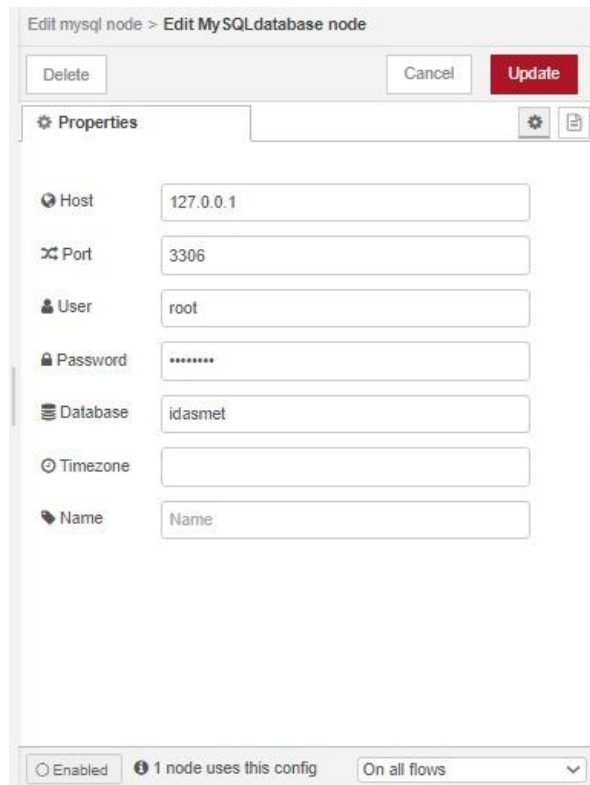 Edit mysql node > Edit MySQLdatabase node
Delete Cancel Update
Properties
Host 127.0.0.1
Port 3306
User root
Password ••••••••
Database idasmet
Timezone
Name Name
Enabled 1 node uses this config On all flows